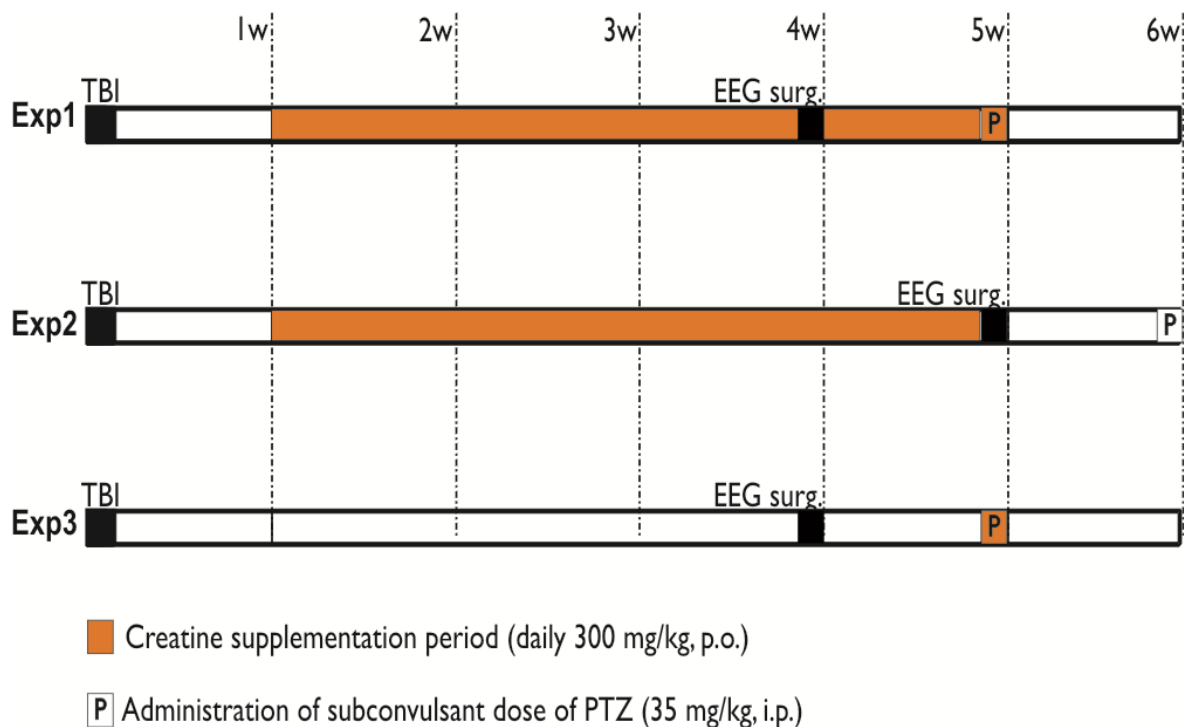 1w 2w 3w 4w 5w 6w
TBI EEG surg.
Exp1 P
TBI EEG surg.
Exp2 P
TBI EEG surg.
Exp3 P
Creatine supplementation period (daily 300 mg/kg, p.o.)
P Administration of subconvulsant dose of PTZ (35 mg/kg, i.p.)